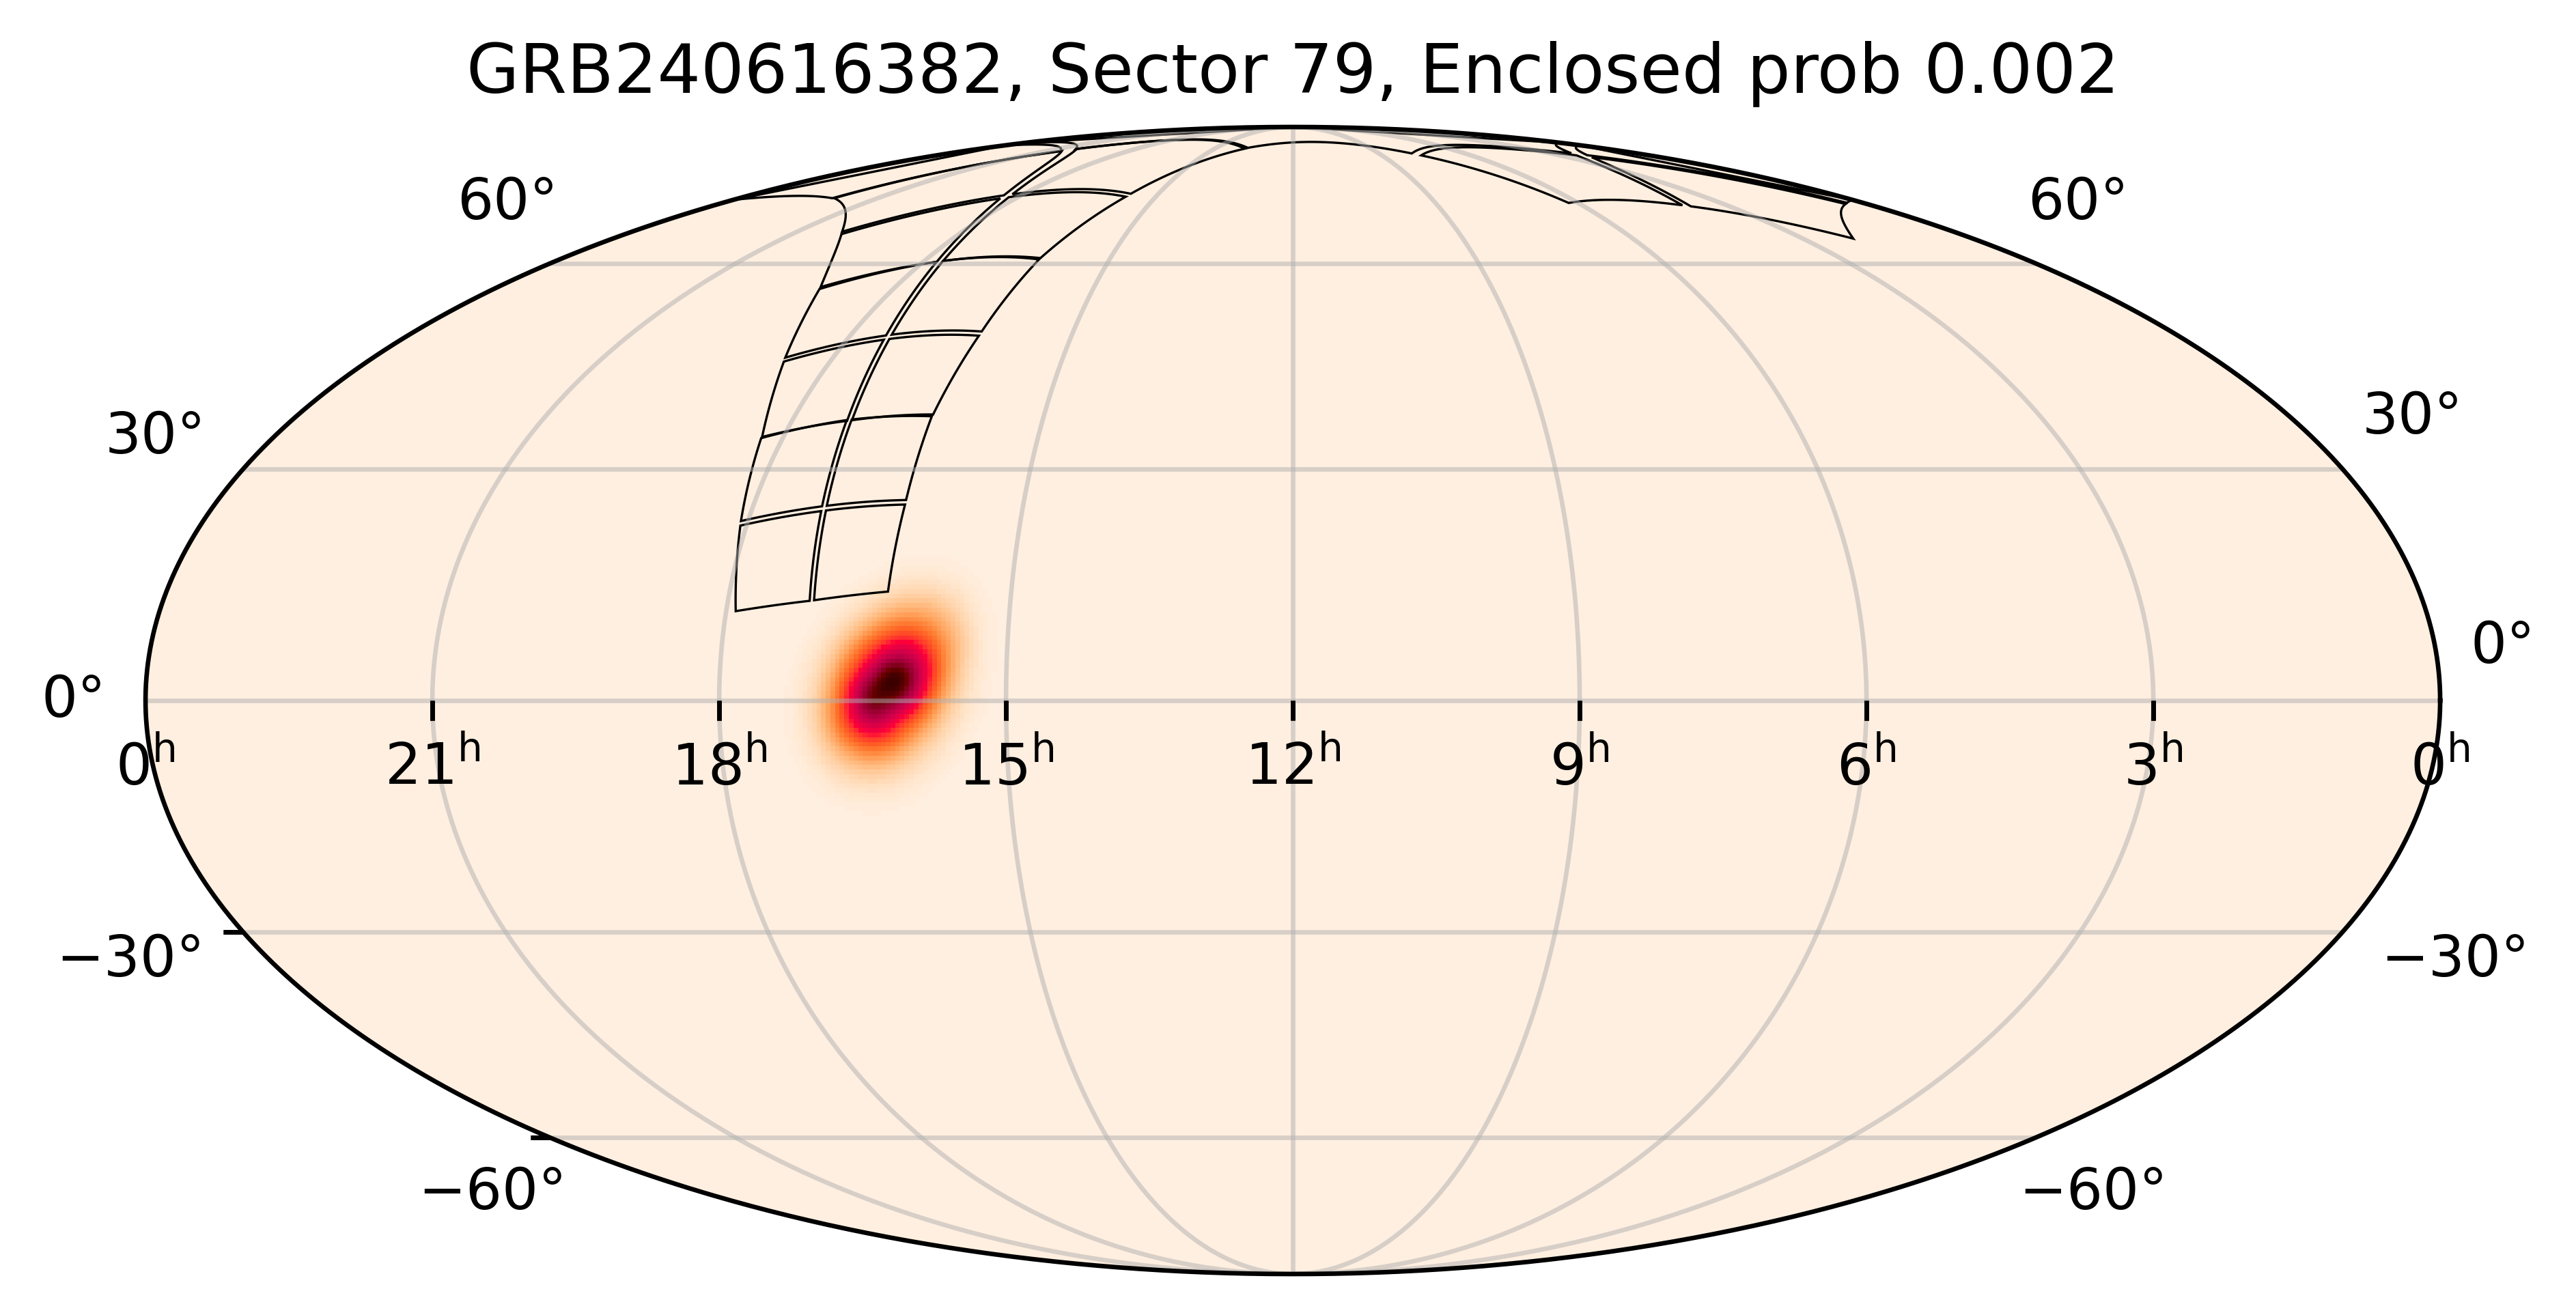 GRB240616382, Sector 79, Enclosed prob 0.002
60° 60°
30° 30°
0° 0°
0ʰ 21ʰ 18ʰ 15ʰ 12ʰ 9ʰ 6ʰ 3ʰ 0ʰ
−30° −30°
−60° −60°